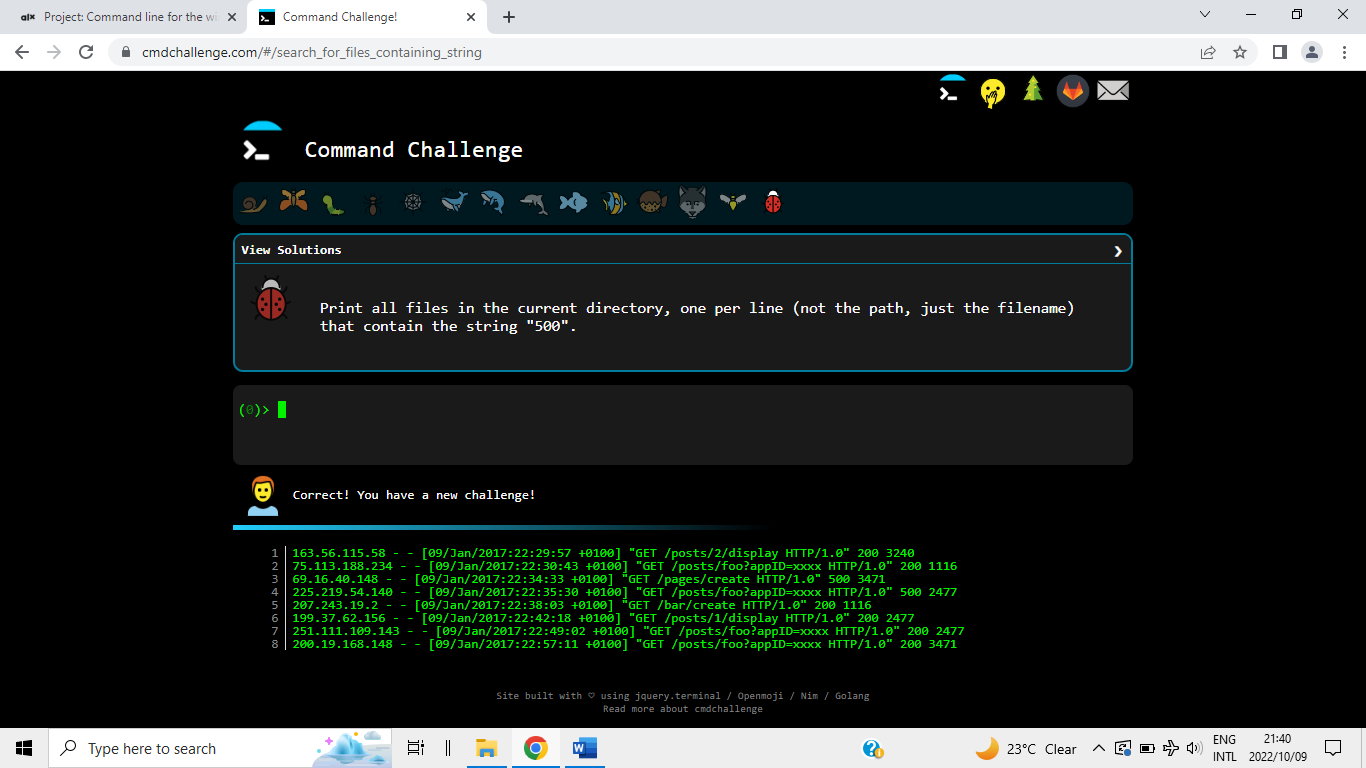 alx Project: Command line for the wi
Command Challenge!
cmdchallenge.com/#/search_for_files_containing_string
Command Challenge
View Solutions
Print all files in the current directory, one per line (not the path, just the filename)
that contain the string "500".
(0)>
Correct! You have a new challenge!
1 163.56.115.58 - - [09/Jan/2017:22:29:57 +0100] "GET /posts/2/display HTTP/1.0" 200 3240
2 75.113.188.234 - - [09/Jan/2017:22:30:43 +0100] "GET /posts/foo?appID=xxxx HTTP/1.0" 200 1116
3 69.16.40.148 - - [09/Jan/2017:22:34:33 +0100] "GET /pages/create HTTP/1.0" 500 3471
4 225.219.54.140 - - [09/Jan/2017:22:35:30 +0100] "GET /posts/foo?appID=xxxx HTTP/1.0" 500 2477
5 207.243.19.2 - - [09/Jan/2017:22:38:03 +0100] "GET /bar/create HTTP/1.0" 200 1116
6 199.37.62.156 - - [09/Jan/2017:22:42:18 +0100] "GET /posts/1/display HTTP/1.0" 200 2477
7 251.111.109.143 - - [09/Jan/2017:22:49:02 +0100] "GET /posts/foo?appID=xxxx HTTP/1.0" 200 2477
8 200.19.168.148 - - [09/Jan/2017:22:57:11 +0100] "GET /posts/foo?appID=xxxx HTTP/1.0" 200 3471
Site built with ♡ using jquery.terminal / Openmoji / Nim / Golang
Read more about cmdchallenge
Type here to search
23°C Clear
ENG
INTL
21:40
2022/10/09